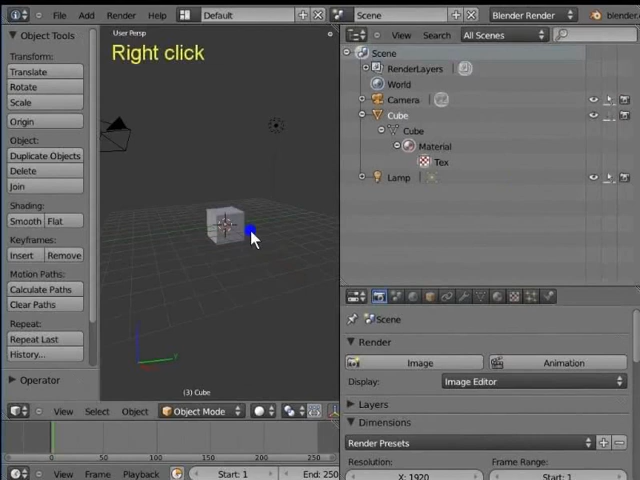 File Add Render Help Default Scene Blender Render blender.
Object Tools
Transform:
Translate
Rotate
Scale
Origin
Object:
Duplicate Objects
Delete
Join
Shading:
Smooth Flat
Keyframes:
Insert Remove
Motion Paths:
Calculate Paths
Clear Paths
Repeat:
Repeat Last
History...
Operator
User Persp
Right click
(3) Cube
View Select Object Object Mode
0 50 100 150 200 250
View Frame Playback Start: 1 End: 250
View Search All Scenes
Scene
RenderLayers
World
Camera
Cube
Cube
Material
Tex
Lamp
Scene
Render
Image Animation
Display: Image Editor
Layers
Dimensions
Render Presets
Resolution: Frame Range:
X: 1920 Start: 1